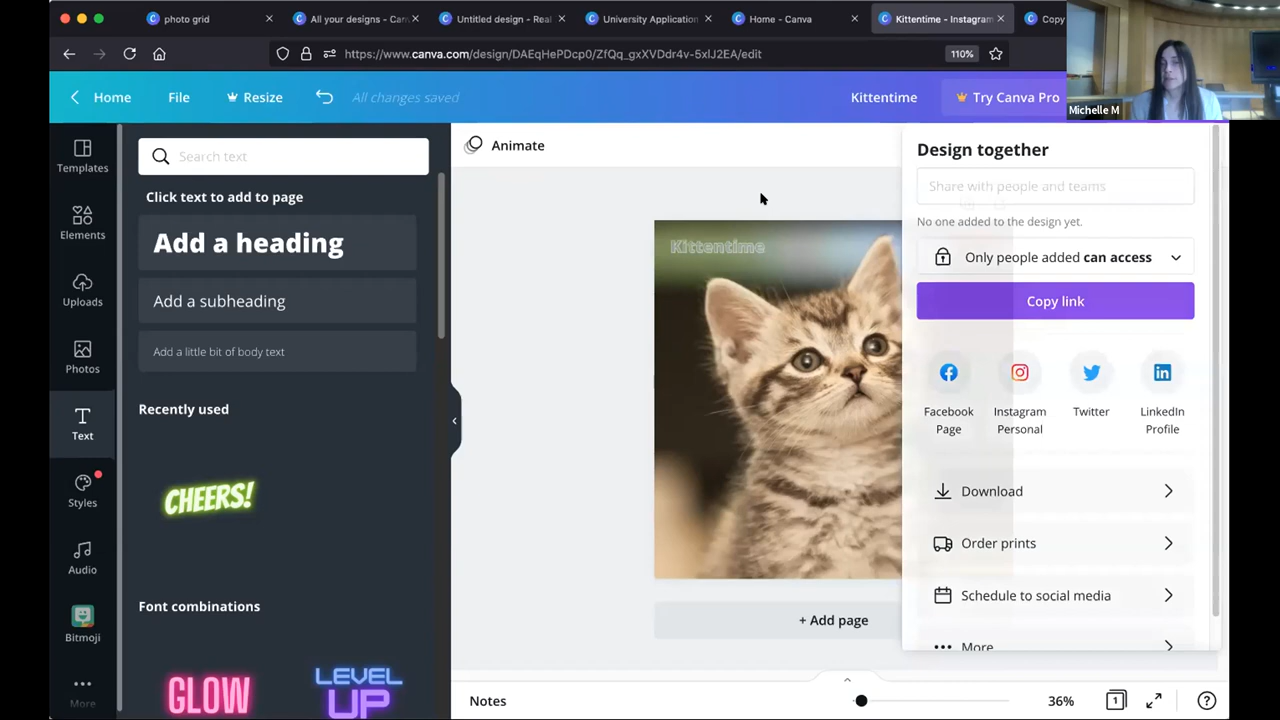 photo grid
All your designs - Canv
Untitled design - Real
University Application
Home - Canva
Kittentime - Instagram
Copy
https://www.canva.com/design/DAEqHePDcp0/ZfQq_gxXVDdr4v-5xlJ2EA/edit
110%
Michelle M
Home
File
Resize
All changes saved
Kittentime
Try Canva Pro
Templates
Elements
Uploads
Photos
Text
Styles
Audio
Bitmoji
More
Search text
Click text to add to page
Add a heading
Add a subheading
Add a little bit of body text
Recently used
CHEERS!
Font combinations
GLOW
LEVEL
UP
Animate
Kittentime
+ Add page
Design together
Share with people and teams
No one added to the design yet.
Only people added can access
Copy link
Facebook
Page
Instagram
Personal
Twitter
LinkedIn
Profile
Download
Order prints
Schedule to social media
More
Notes
36%
1